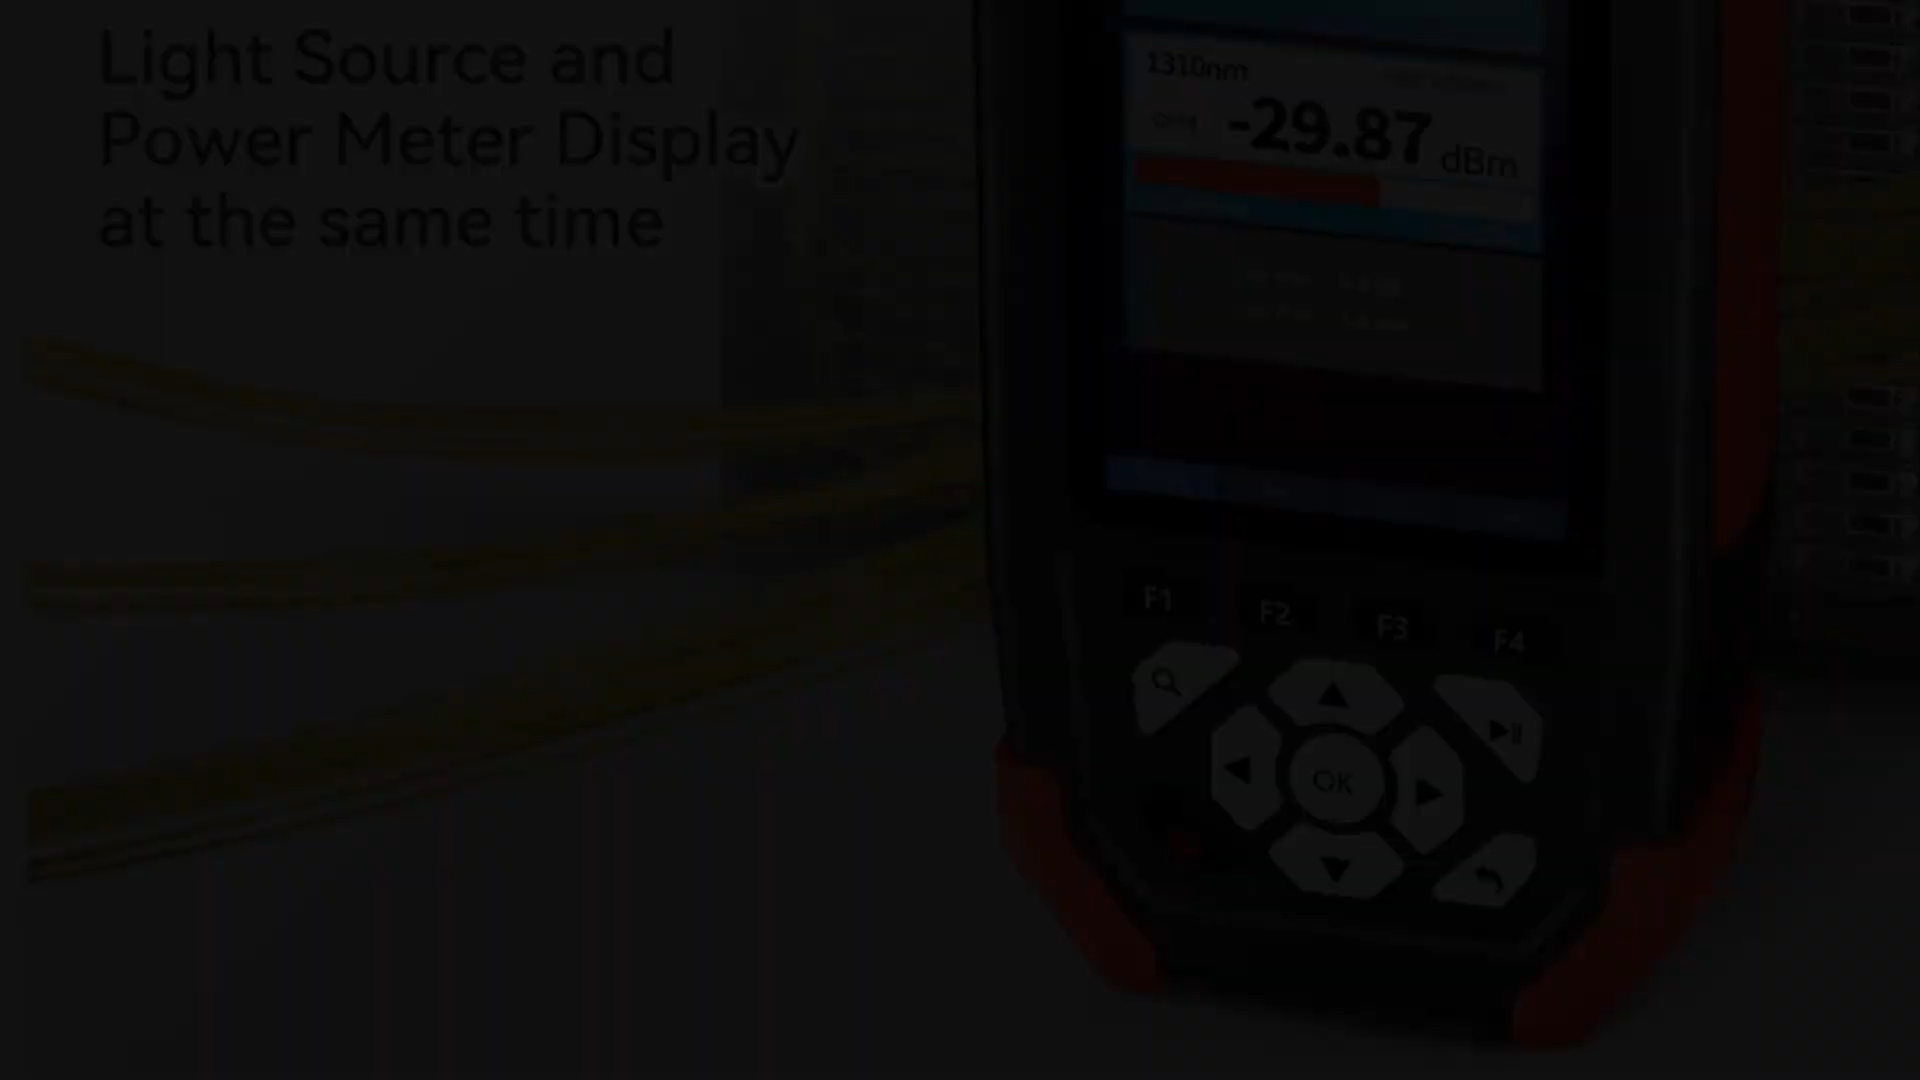 Light Source and
Power Meter Display
at the same time
1310nm
-29.87 dBm
F1 F2 F3 F4
OK